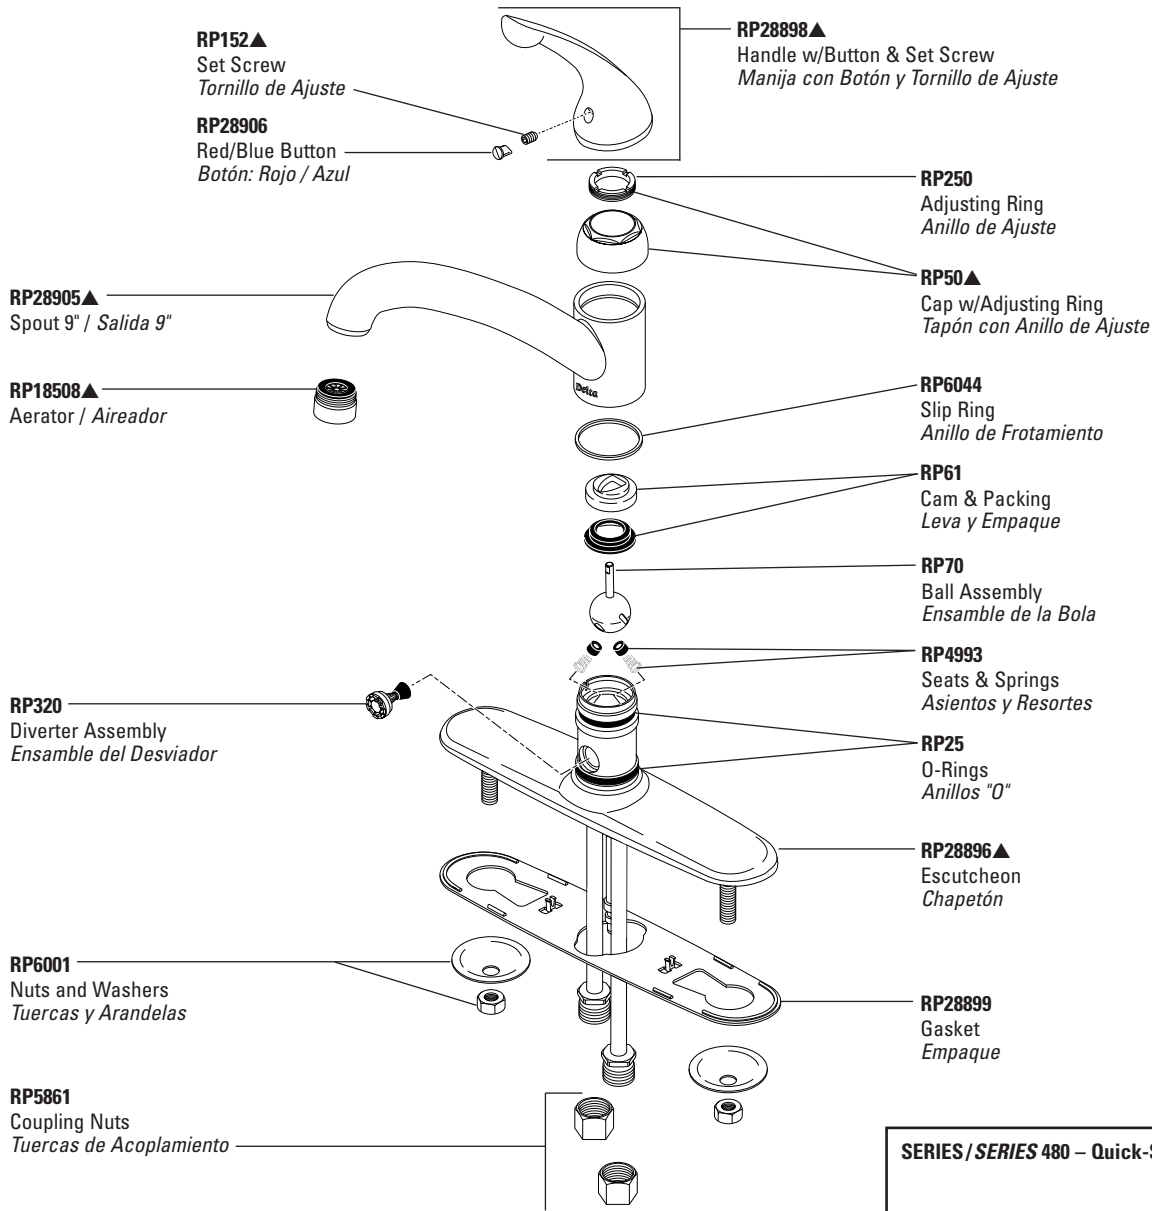 RP152▲
Set Screw
Tornillo de Ajuste
RP28906
Red/Blue Button
Botón: Rojo / Azul
RP28898▲
Handle w/Button & Set Screw
Manija con Botón y Tornillo de Ajuste
RP250
Adjusting Ring
Anillo de Ajuste
RP50▲
Cap w/Adjusting Ring
Tapón con Anillo de Ajuste
RP28905▲
Spout 9" / Salida 9"
RP18508▲
Aerator / Aireador
Delta
RP6044
Slip Ring
Anillo de Frotamiento
RP61
Cam & Packing
Leva y Empaque
RP70
Ball Assembly
Ensamble de la Bola
RP4993
Seats & Springs
Asientos y Resortes
RP320
Diverter Assembly
Ensamble del Desviador
RP25
O-Rings
Anillos "O"
RP28896▲
Escutcheon
Chapetón
RP6001
Nuts and Washers
Tuercas y Arandelas
RP28899
Gasket
Empaque
RP5861
Coupling Nuts
Tuercas de Acoplamiento
SERIES/SERIES 480 – Quick-S